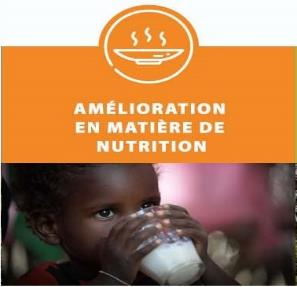 AMÉLIORATION
EN MATIÈRE DE
NUTRITION